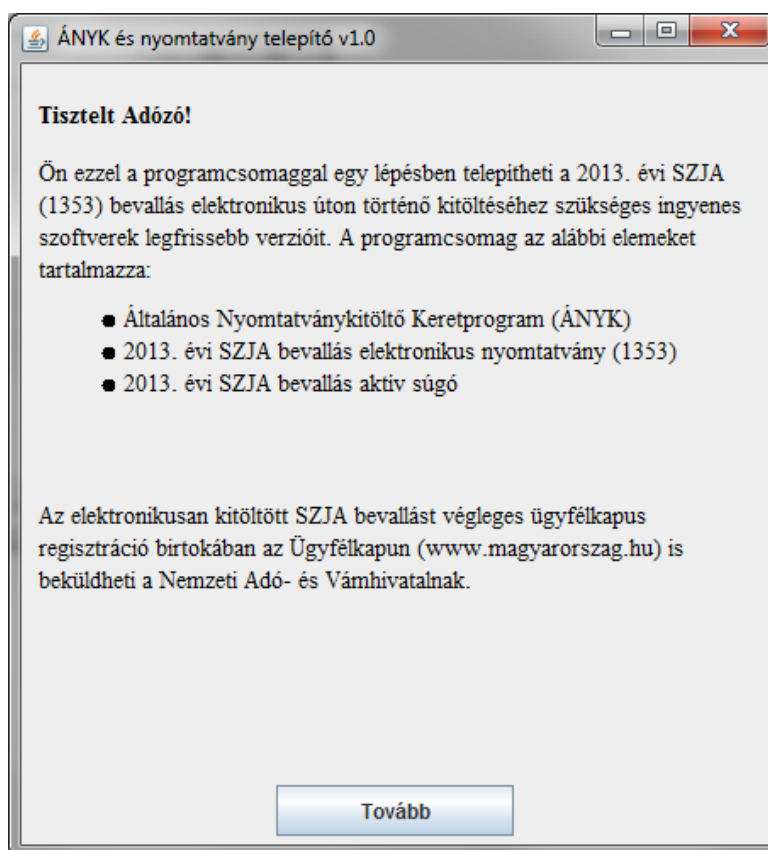 ÁNYK és nyomtatvány telepítő v1.0
Tisztelt Adózó!
Ön ezzel a programcsomaggal egy lépésben telepítheti a 2013. évi SZJA
(1353) bevallás elektronikus úton történő kitöltéséhez szükséges ingyenes
szoftverek legfrissebb verzióit. A programcsomag az alábbi elemeket
tartalmazza:
● Általános Nyomtatványkitöltő Keretprogram (ÁNYK)
● 2013. évi SZJA bevallás elektronikus nyomtatvány (1353)
● 2013. évi SZJA bevallás aktív súgó
Az elektronikusan kitöltött SZJA bevallást végleges ügyfélkapus
regisztráció birtokában az Ügyfélkapun (www.magyarorszag.hu) is
beküldheti a Nemzeti Adó- és Vámhivatalnak.
Tovább